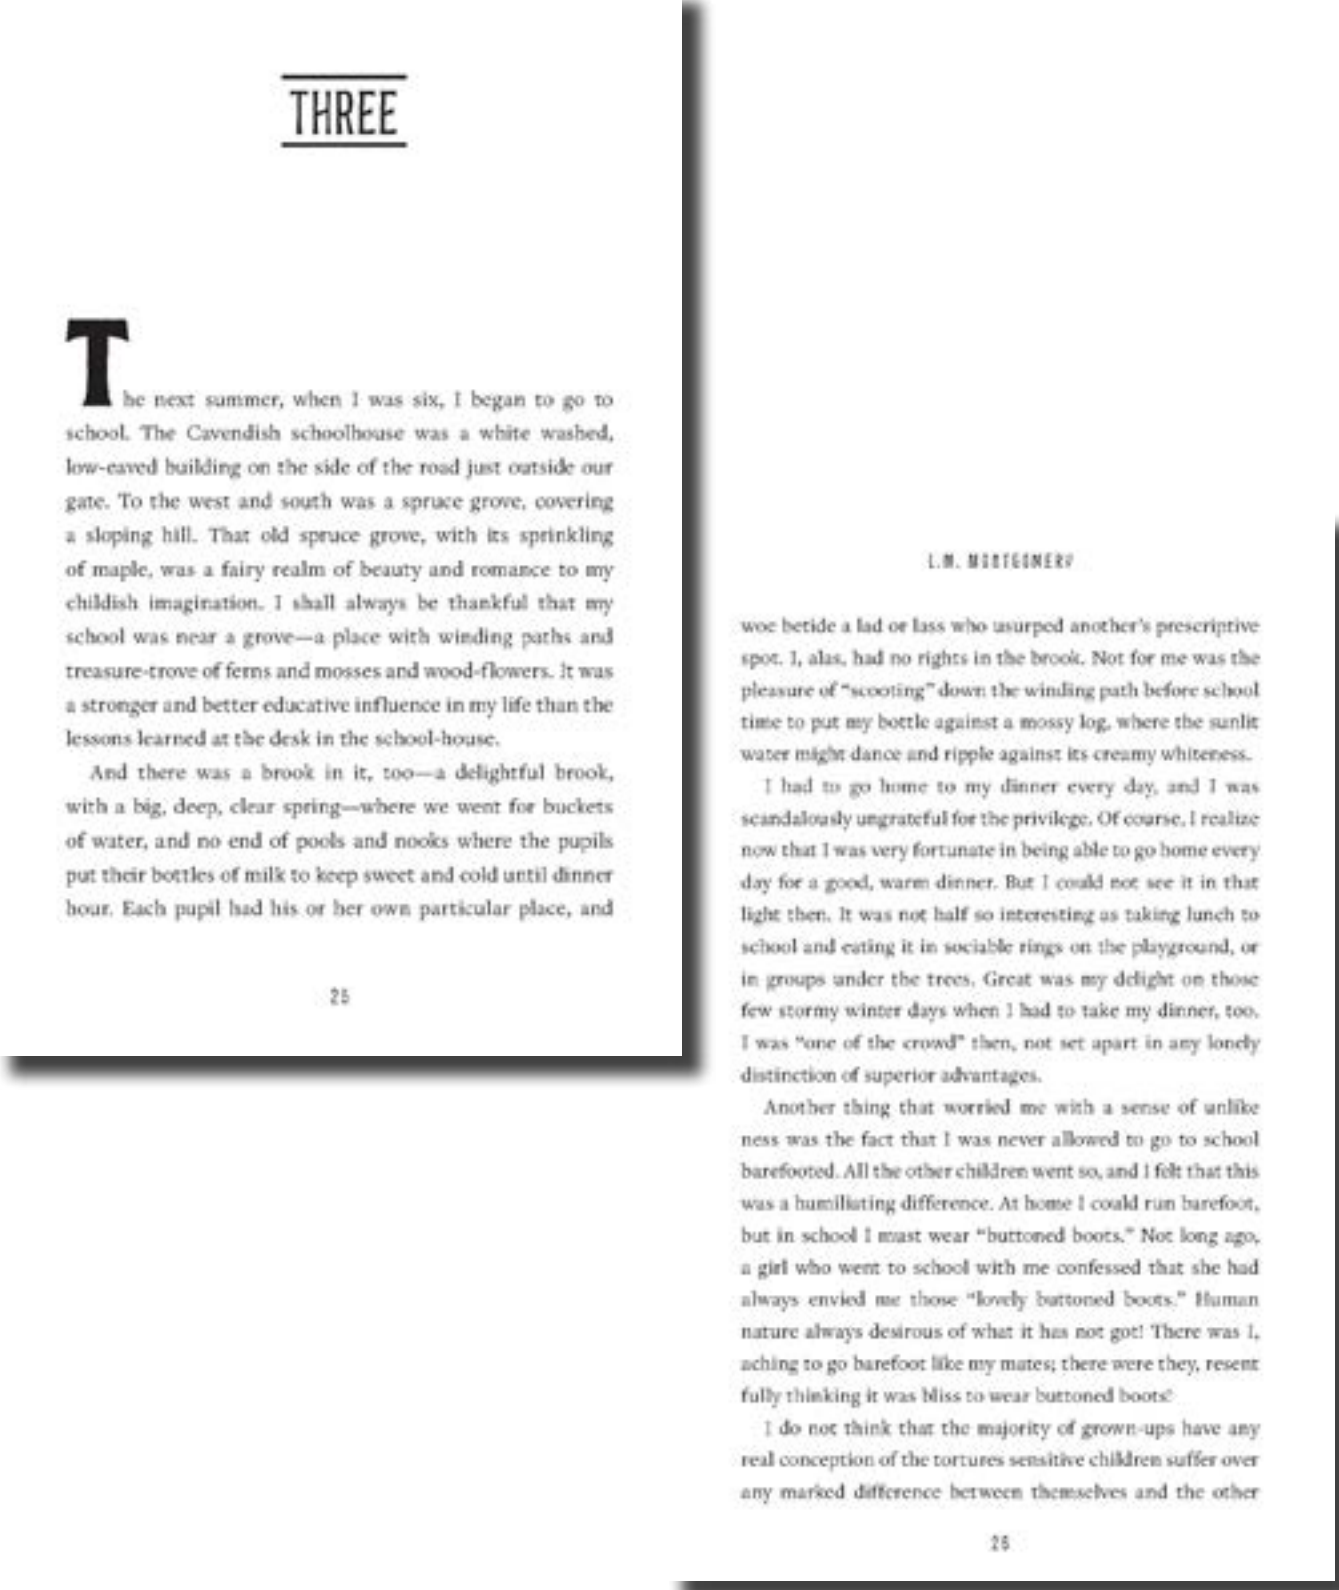 THREE
The next summer, when I was six, I began to go to
school. The Cavendish schoolhouse was a white washed,
low-eaved building on the side of the road just outside our
gate. To the west and south was a spruce grove, covering
a sloping hill. That old spruce grove, with its sprinkling
of maple, was a fairy realm of beauty and romance to my
childish imagination. I shall always be thankful that my
school was near a grove—a place with winding paths and
treasure-trove of ferns and mosses and wood-flowers. It was
a stronger and better educative influence in my life than the
lessons learned at the desk in the school-house.
And there was a brook in it, too—a delightful brook,
with a big, deep, clear spring—where we went for buckets
of water, and no end of pools and nooks where the pupils
put their bottles of milk to keep sweet and cold until dinner
hour. Each pupil had his or her own particular place, and
25
L.M. MONTGOMERY
woe betide a lad or lass who usurped another's prescriptive
spot. I, alas, had no rights in the brook. Not for me was the
pleasure of “scooting” down the winding path before school
time to put my bottle against a mossy log, where the sunlit
water might dance and ripple against its creamy whiteness.
I had to go home to my dinner every day, and I was
scandalously ungrateful for the privilege. Of course, I realize
now that I was very fortunate in being able to go home every
day for a good, warm dinner. But I could not see it in that
light then. It was not half so interesting as taking lunch to
school and eating it in sociable rings on the playground, or
in groups under the trees. Great was my delight on those
few stormy winter days when I had to take my dinner, too.
I was “one of the crowd” then, not set apart in any lonely
distinction of superior advantages.
Another thing that worried me with a sense of unlike
ness was the fact that I was never allowed to go to school
barefooted. All the other children went so, and I felt that this
was a humiliating difference. At home I could run barefoot,
but in school I must wear “buttoned boots.” Not long ago,
a girl who went to school with me confessed that she had
always envied me those “lovely buttoned boots.” Human
nature always desirous of what it has not got! There was I,
aching to go barefoot like my mates; there were they, resent
fully thinking it was bliss to wear buttoned boots!
I do not think that the majority of grown-ups have any
real conception of the tortures sensitive children suffer over
any marked difference between themselves and the other
26